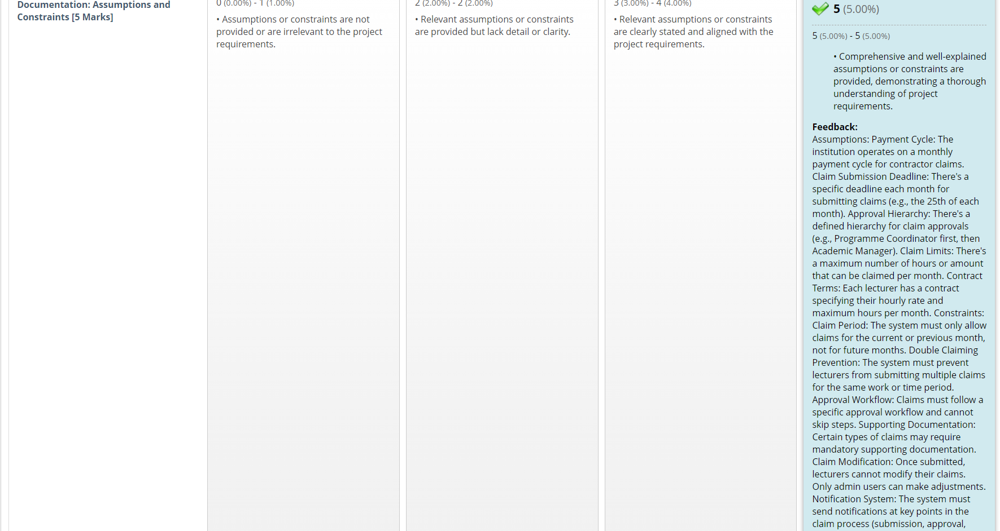 Documentation: Assumptions and
Constraints [5 Marks]
0 (0.00%) - 1 (1.00%)
• Assumptions or constraints are not
provided or are irrelevant to the project
requirements.
2 (2.00%) - 2 (2.00%)
• Relevant assumptions or constraints
are provided but lack detail or clarity.
3 (3.00%) - 4 (4.00%)
• Relevant assumptions or constraints
are clearly stated and aligned with the
project requirements.
5 (5.00%)
5 (5.00%) - 5 (5.00%)
• Comprehensive and well-explained
assumptions or constraints are
provided, demonstrating a thorough
understanding of project
requirements.
Feedback:
Assumptions: Payment Cycle: The
institution operates on a monthly
payment cycle for contractor claims.
Claim Submission Deadline: There's a
specific deadline each month for
submitting claims (e.g., the 25th of each
month). Approval Hierarchy: There's a
defined hierarchy for claim approvals
(e.g., Programme Coordinator first, then
Academic Manager). Claim Limits: There's
a maximum number of hours or amount
that can be claimed per month. Contract
Terms: Each lecturer has a contract
specifying their hourly rate and
maximum hours per month. Constraints:
Claim Period: The system must only allow
claims for the current or previous month,
not for future months. Double Claiming
Prevention: The system must prevent
lecturers from submitting multiple claims
for the same work or time period.
Approval Workflow: Claims must follow a
specific approval workflow and cannot
skip steps. Supporting Documentation:
Certain types of claims may require
mandatory supporting documentation.
Claim Modification: Once submitted,
lecturers cannot modify their claims.
Only admin users can make adjustments.
Notification System: The system must
send notifications at key points in the
claim process (submission, approval,